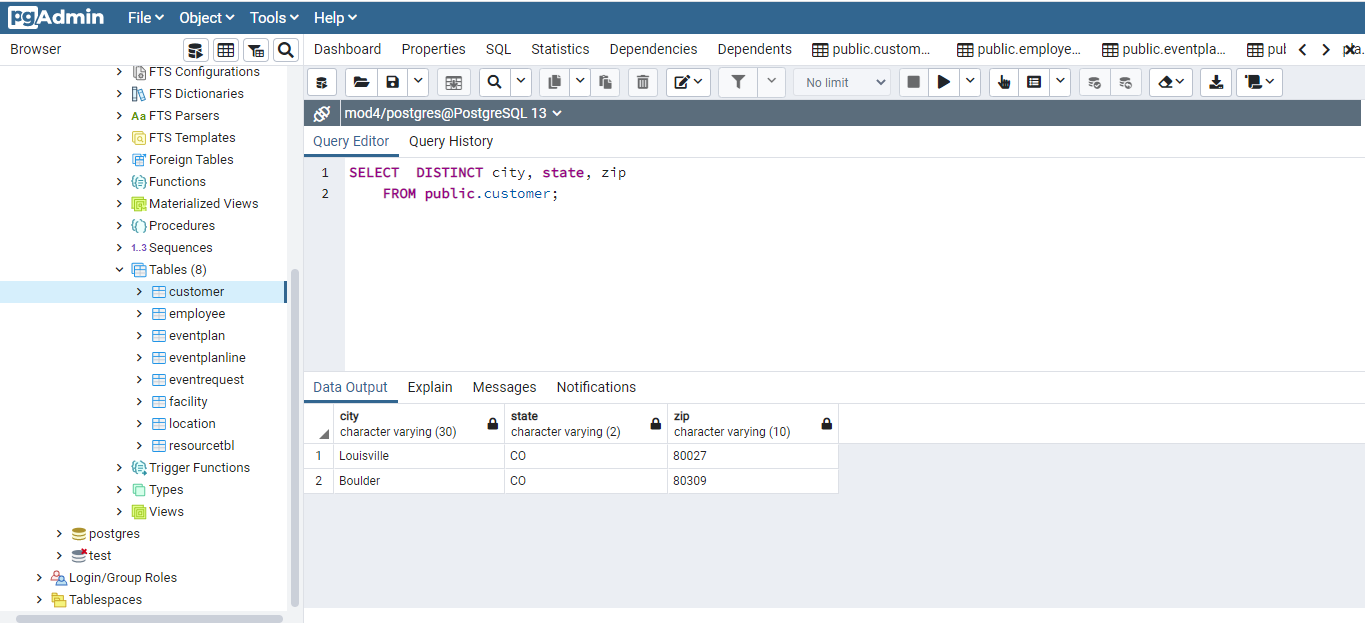 pgAdmin File Object Tools Help
Browser
Dashboard Properties SQL Statistics Dependencies Dependents public.custom... public.employe... public.eventpla...
No limit
mod4/postgres@PostgreSQL 13
Query Editor Query History
1 SELECT  DISTINCT city, state, zip
2     FROM public.customer;
FTS Configurations
FTS Dictionaries
Aa FTS Parsers
FTS Templates
Foreign Tables
Functions
Materialized Views
Procedures
1..3 Sequences
Tables (8)
customer
employee
eventplan
eventplanline
eventrequest
facility
location
resourcetbl
Trigger Functions
Types
Views
postgres
test
Login/Group Roles
Tablespaces
Data Output Explain Messages Notifications
city state zip
character varying (30) character varying (2) character varying (10)
1 Louisville CO 80027
2 Boulder CO 80309